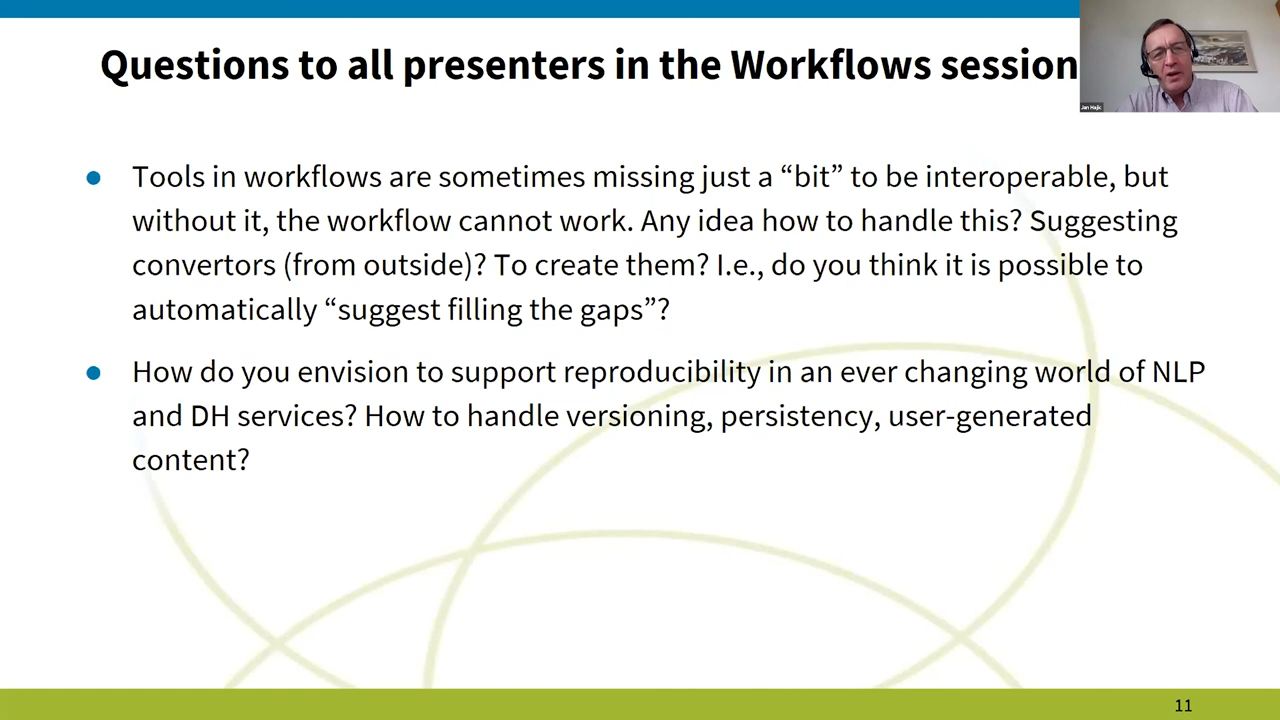 Questions to all presenters in the Workflows session
Jan Hajic
● Tools in workflows are sometimes missing just a “bit” to be interoperable, but
without it, the workflow cannot work. Any idea how to handle this? Suggesting
convertors (from outside)? To create them? I.e., do you think it is possible to
automatically “suggest filling the gaps”?
● How do you envision to support reproducibility in an ever changing world of NLP
and DH services? How to handle versioning, persistency, user-generated
content?
11